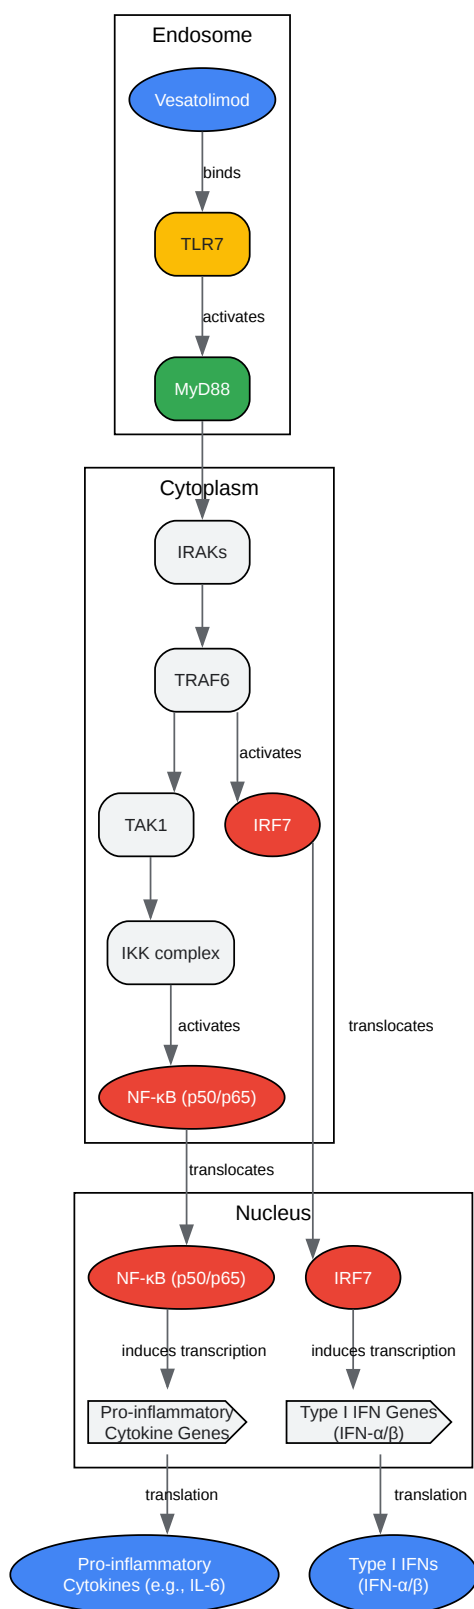 Endosome
Vesatolimod
binds
TLR7
activates
MyD88
Cytoplasm
IRAKs
TRAF6
activates
TAK1
IRF7
IKK complex
activates
translocates
NF-κB (p50/p65)
translocates
Nucleus
NF-κB (p50/p65)
IRF7
induces transcription
induces transcription
Pro-inflammatory
Cytokine Genes
Type I IFN Genes
(IFN-α/β)
translation
translation
Pro-inflammatory
Cytokines (e.g., IL-6)
Type I IFNs
(IFN-α/β)